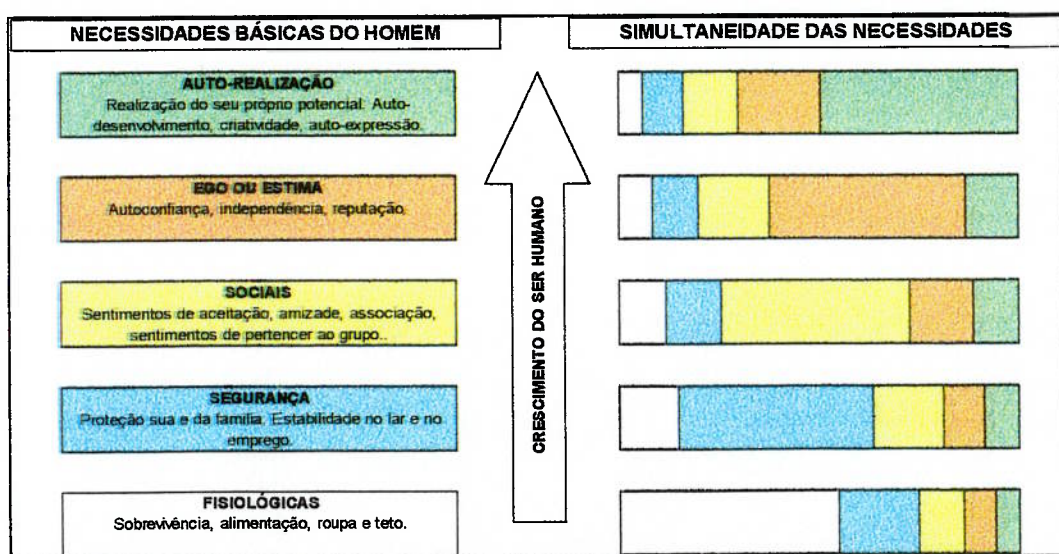 NECESSIDADES BÁSICAS DO HOMEM
SIMULTANEIDADE DAS NECESSIDADES
AUTO-REALIZAÇÃO
Realização do seu próprio potencial. Auto-
desenvolvimento, criatividade, auto-expressão.
EGO OU ESTIMA
Autoconfiança, independência, reputação.
SOCIAIS
Sentimentos de aceitação, amizade, associação,
sentimentos de pertencer ao grupo..
SEGURANÇA
Proteção sua e da família. Estabilidade no lar e no
emprego.
FISIOLÓGICAS
Sobrevivência, alimentação, roupa e teto.
CRESCIMENTO DO SER HUMANO